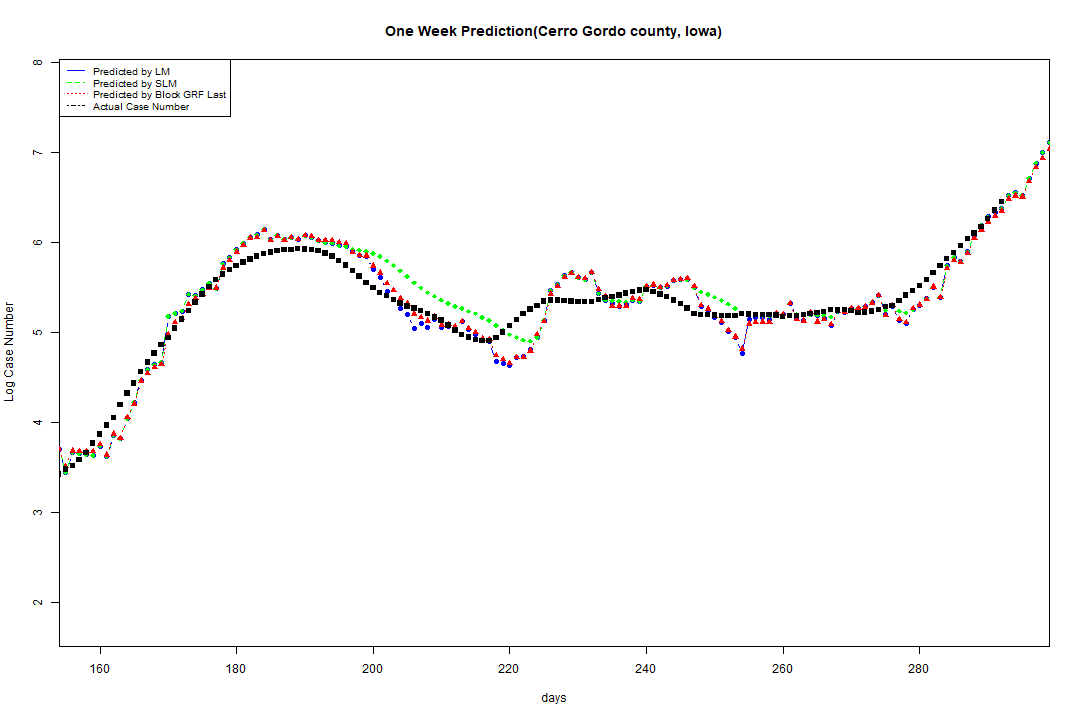 One Week Prediction(Cerro Gordo county, Iowa)
Predicted by LM
Predicted by SLM
Predicted by Block GRF Last
Actual Case Number
8
7
6
5
4
3
2
Log Case Number
160 180 200 220 240 260 280
days